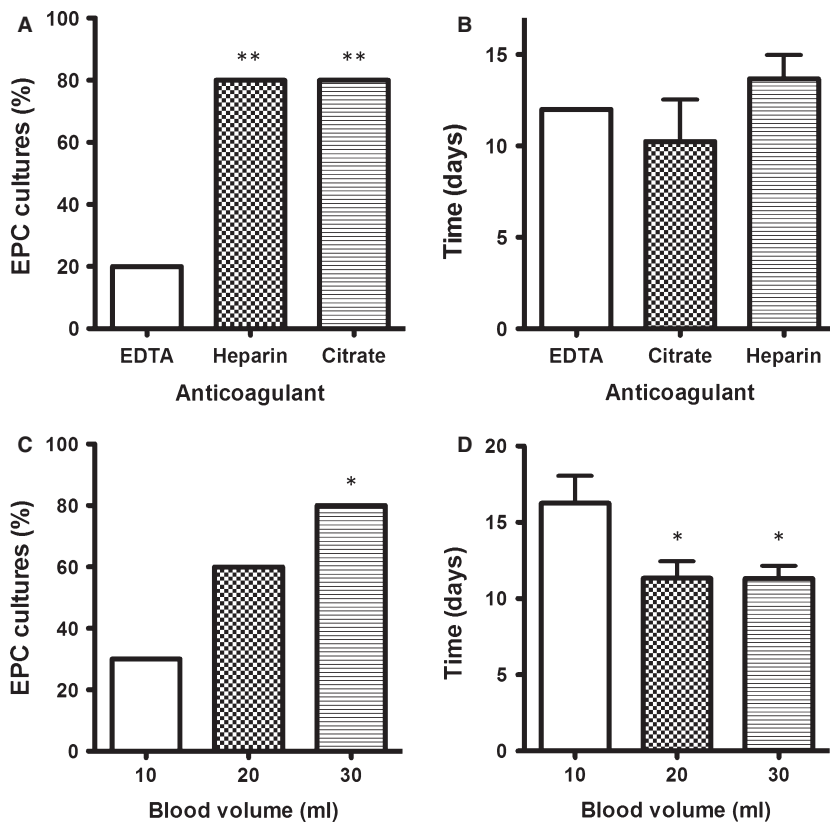 A
EPC cultures (%)
100
80
60
40
20
0
** **
EDTA Heparin Citrate
Anticoagulant
B
Time (days)
15
10
5
0
EDTA Citrate Heparin
Anticoagulant
C
EPC cultures (%)
100
80
60
40
20
0
*
10 20 30
Blood volume (ml)
D
Time (days)
20
15
10
5
0
* *
10 20 30
Blood volume (ml)